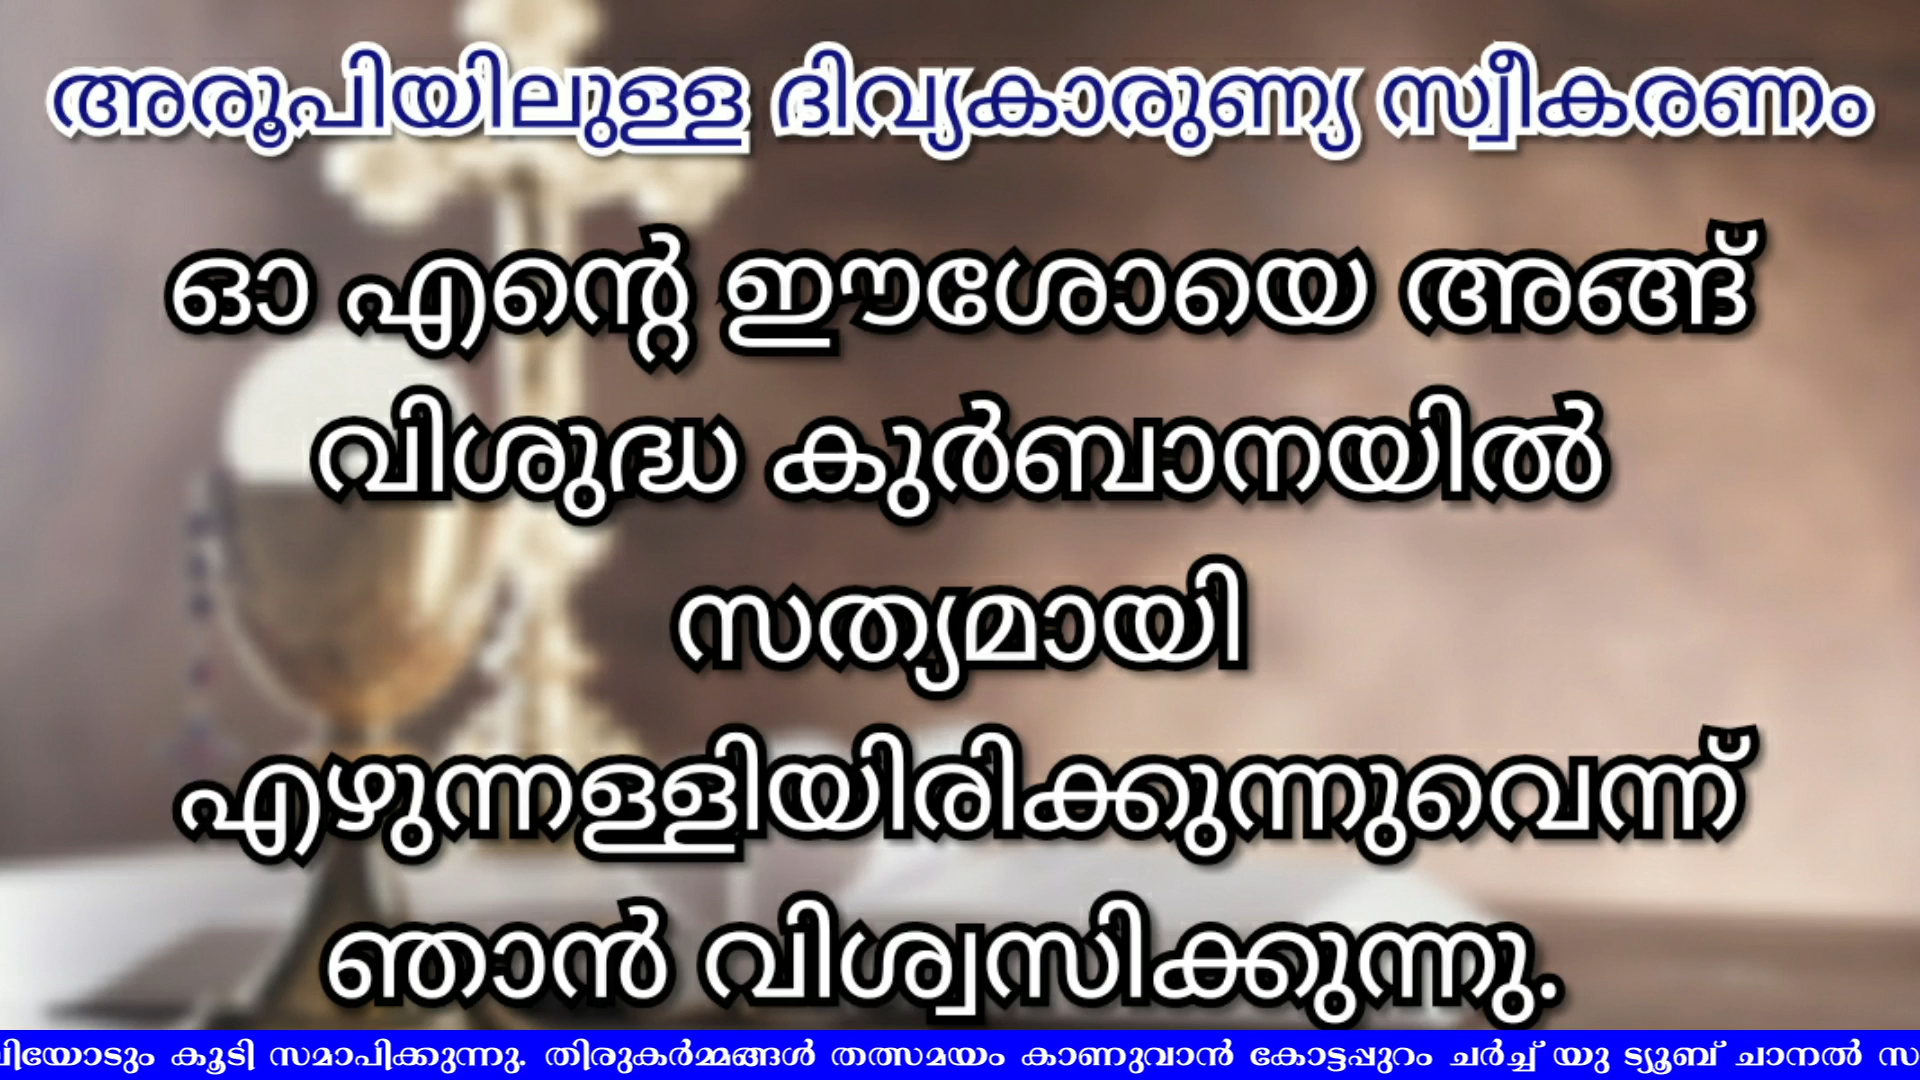 അരൂപിയിലുള്ള ദിവ്യകാരുണ്യ സ്വീകരണം
ഓ എന്റെ ഈശോയെ അങ്ങ്
വിശുദ്ധ കുർബാനയിൽ
സത്യമായി
എഴുന്നള്ളിയിരിക്കുന്നുവെന്ന്
ഞാൻ വിശ്വസിക്കുന്നു.
കൂടി സമാപിക്കുന്നു. തിരുകർമ്മങ്ങൾ തത്സമയം കാണുവാൻ കോട്ടപ്പുറം ചർച്ച് യു ട്യൂബ് ചാനൽ